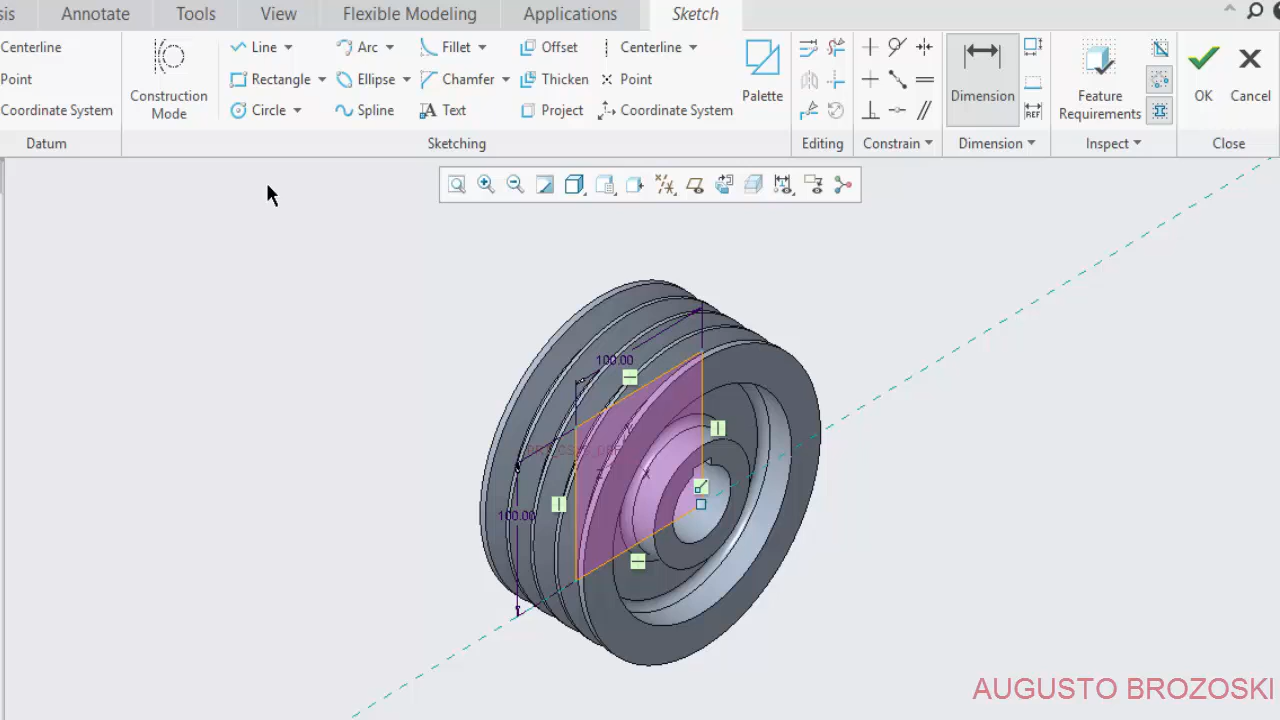 sis Annotate Tools View Flexible Modeling Applications Sketch
Centerline Line Arc Fillet Offset Centerline
Point Rectangle Ellipse Chamfer Thicken Point
Coordinate System Circle Spline Text Project Coordinate System
Construction Mode
Palette
Dimension
REF
Feature Requirements
OK Cancel
Datum Sketching Editing Constrain Dimension Inspect Close
100.00
100.00
X
AUGUSTO BROZOSKI